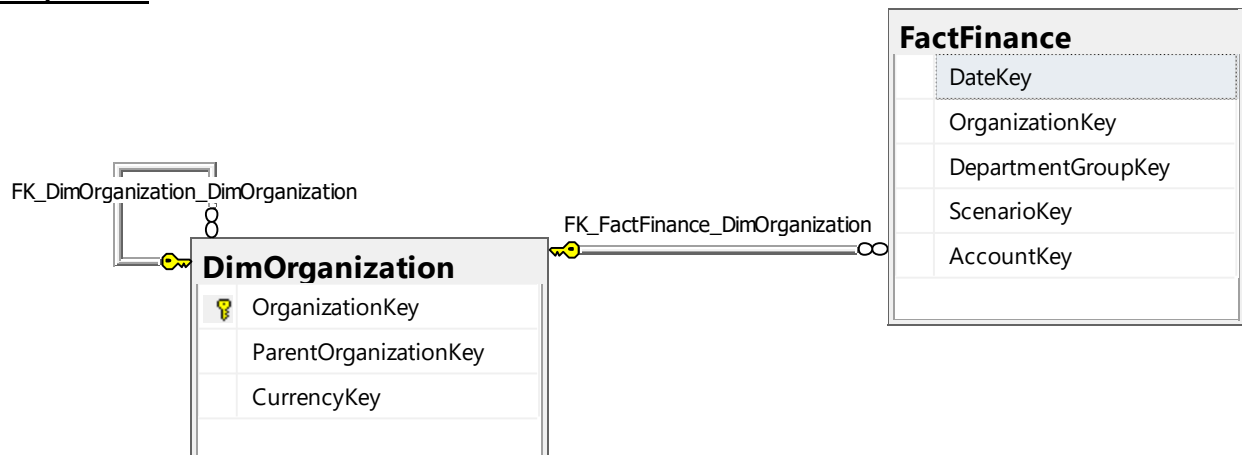 FactFinance
DateKey
OrganizationKey
DepartmentGroupKey
ScenarioKey
AccountKey
FK_DimOrganization_DimOrganization
FK_FactFinance_DimOrganization
DimOrganization
OrganizationKey
ParentOrganizationKey
CurrencyKey